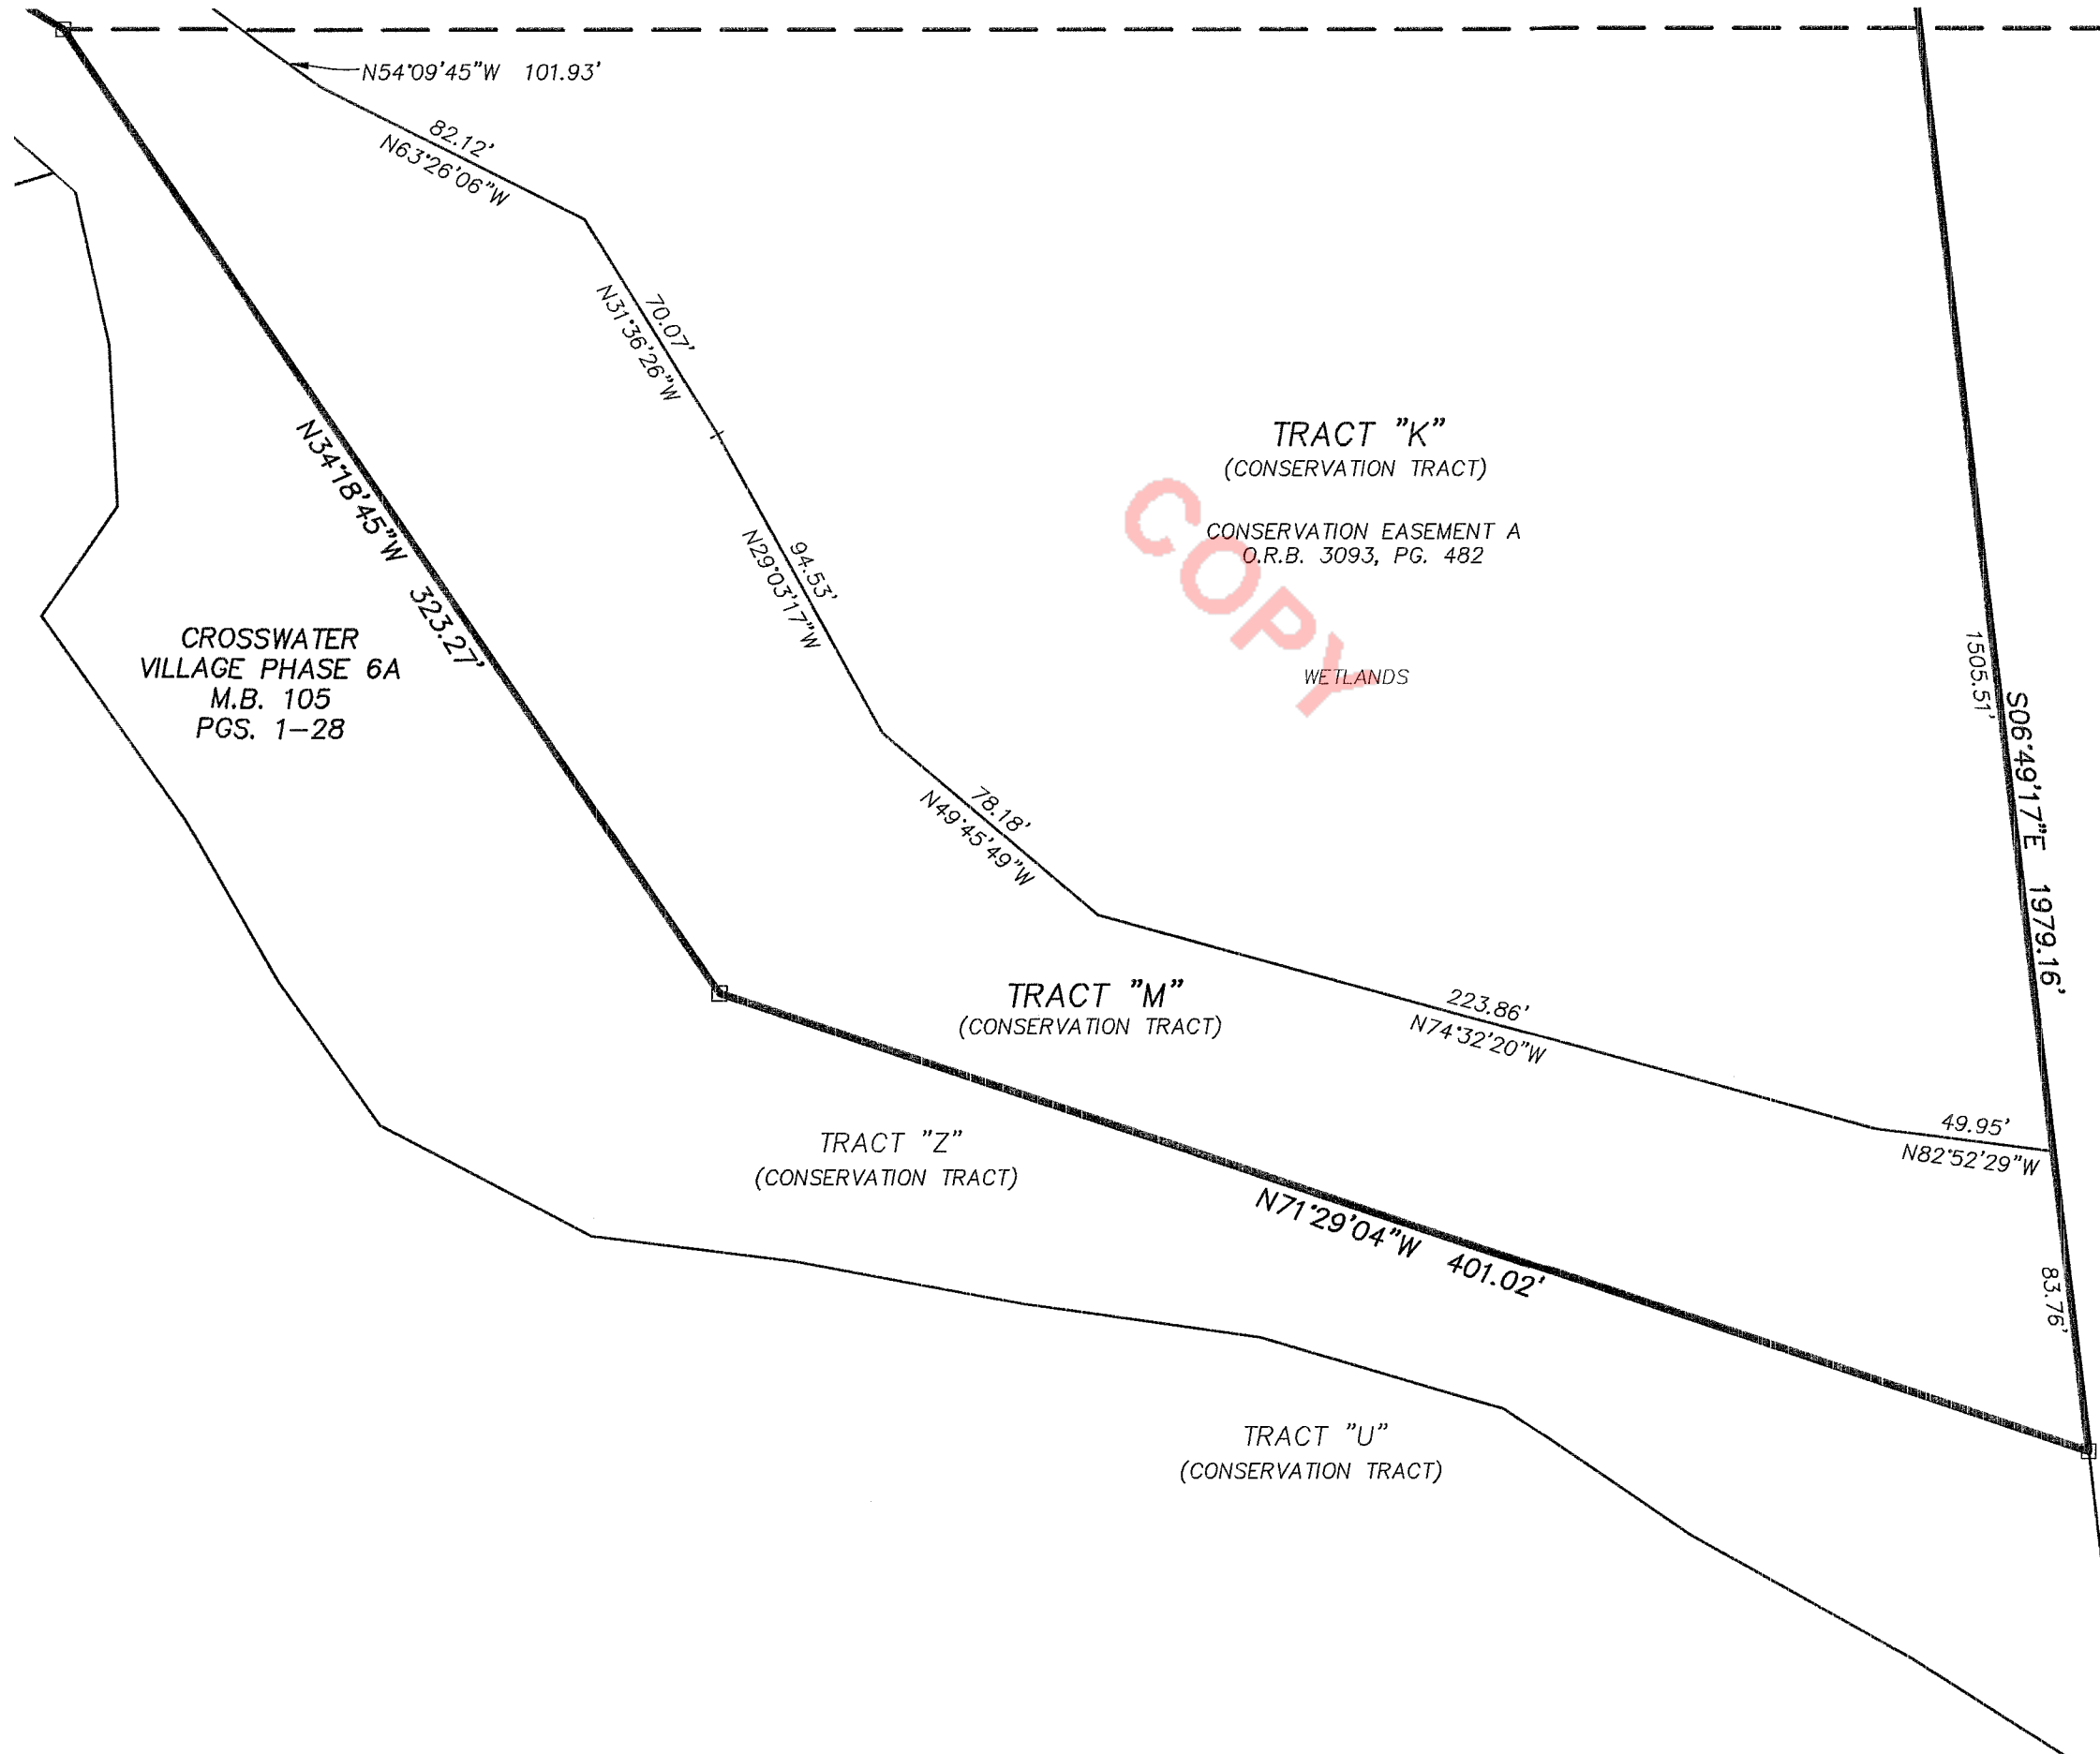 N54°09'45"W 101.93'
82.12'
N63°26'06"W
70.07'
N31°36'26"W
TRACT "K"
(CONSERVATION TRACT)
CONSERVATION EASEMENT A
O.R.B. 3093, PG. 482
WETLANDS
COPY
N34°18'45"W 323.27'
94.53'
N29°03'17"W
CROSSWATER
VILLAGE PHASE 6A
M.B. 105
PGS. 1-28
1505.51'
S06°49'17"E 1979.16'
78.18'
N49°45'49"W
TRACT "M"
(CONSERVATION TRACT)
223.86'
N74°32'20"W
49.95'
N82°52'29"W
TRACT "Z"
(CONSERVATION TRACT)
N71°29'04"W 401.02'
83.76'
TRACT "U"
(CONSERVATION TRACT)